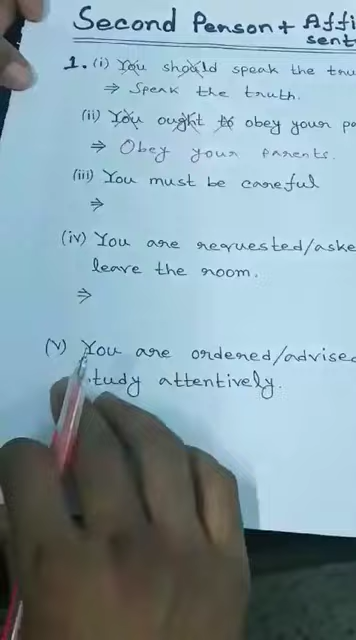 Second Person + Affi
sent
1. (i) You should speak the tru
⇒ Speak the truth.
(ii) You ought to obey your pa
⇒ Obey your parents.
(iii) You must be careful
⇒
(iv) You are requested/aske
leave the room.
⇒
(v) You are ordered/advised
study attentively.